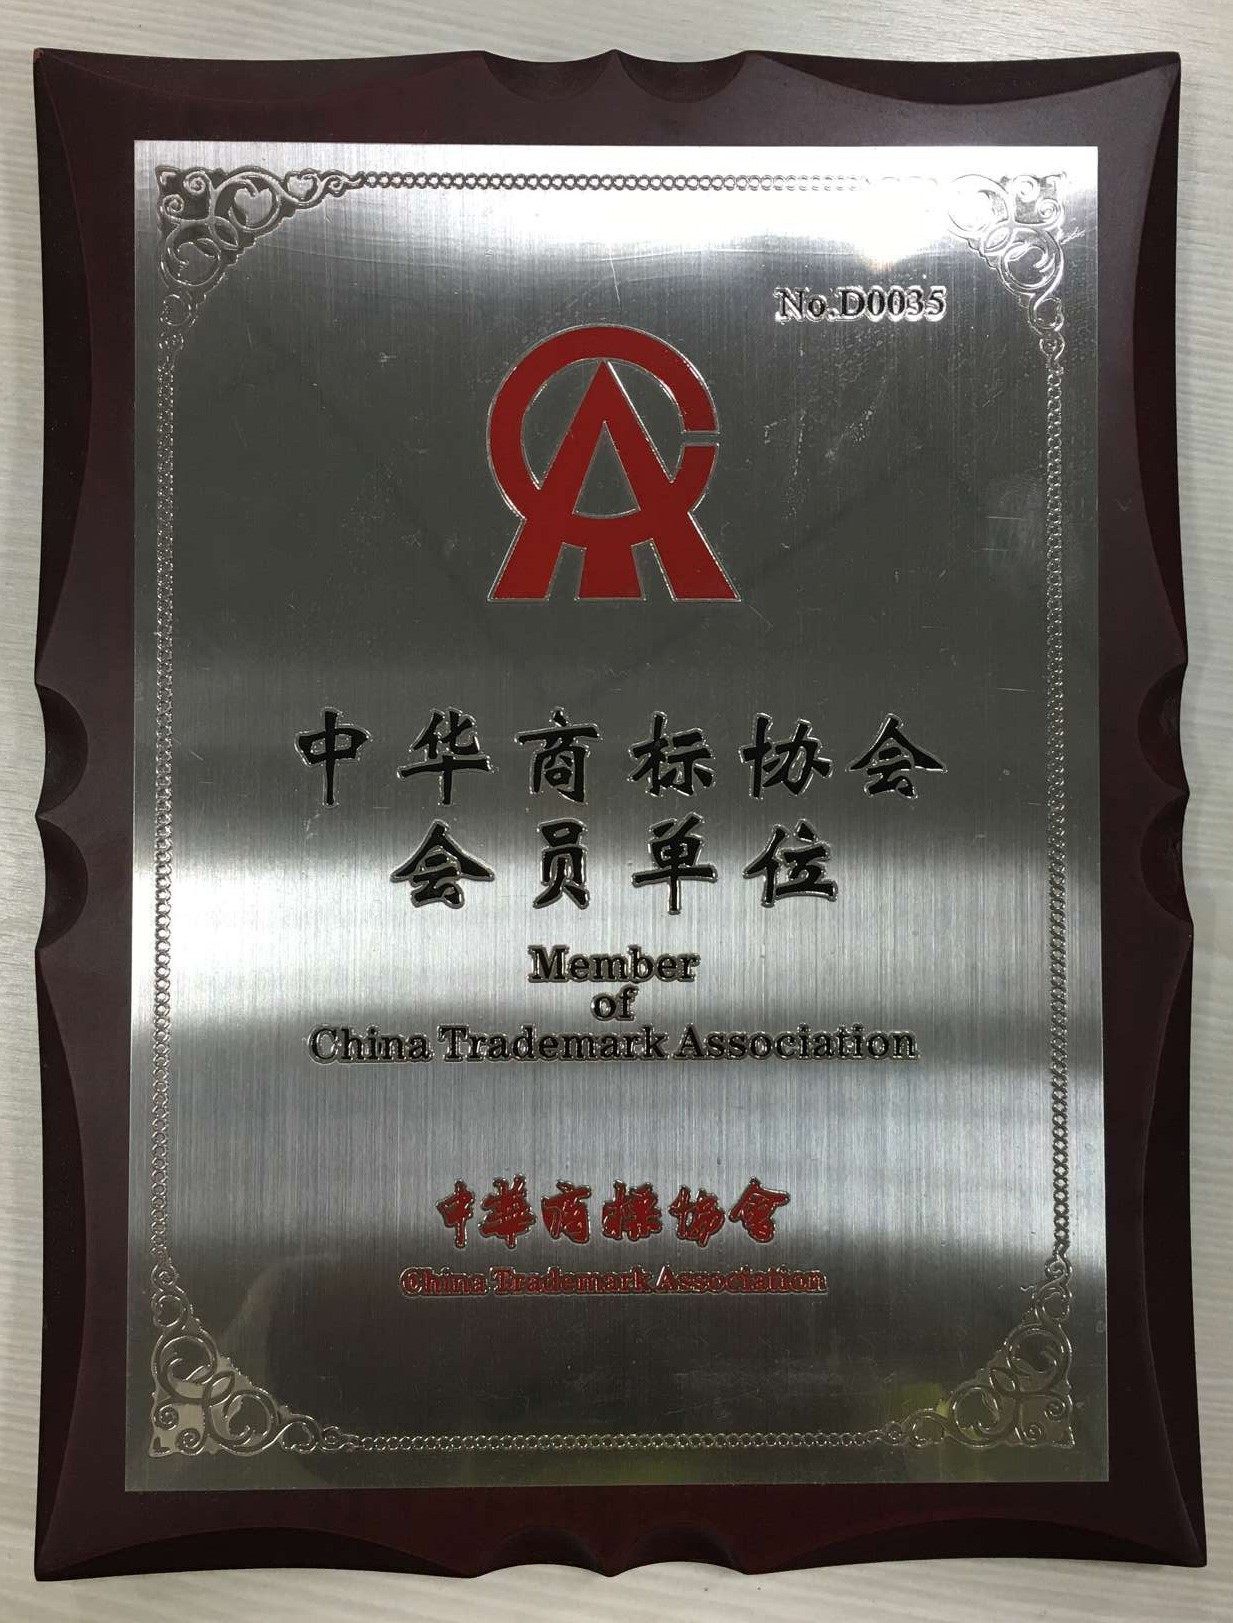 No.D0035
中华商标协会
会员单位
Member
of
China Trademark Association
中華商標協會
China Trademark Association